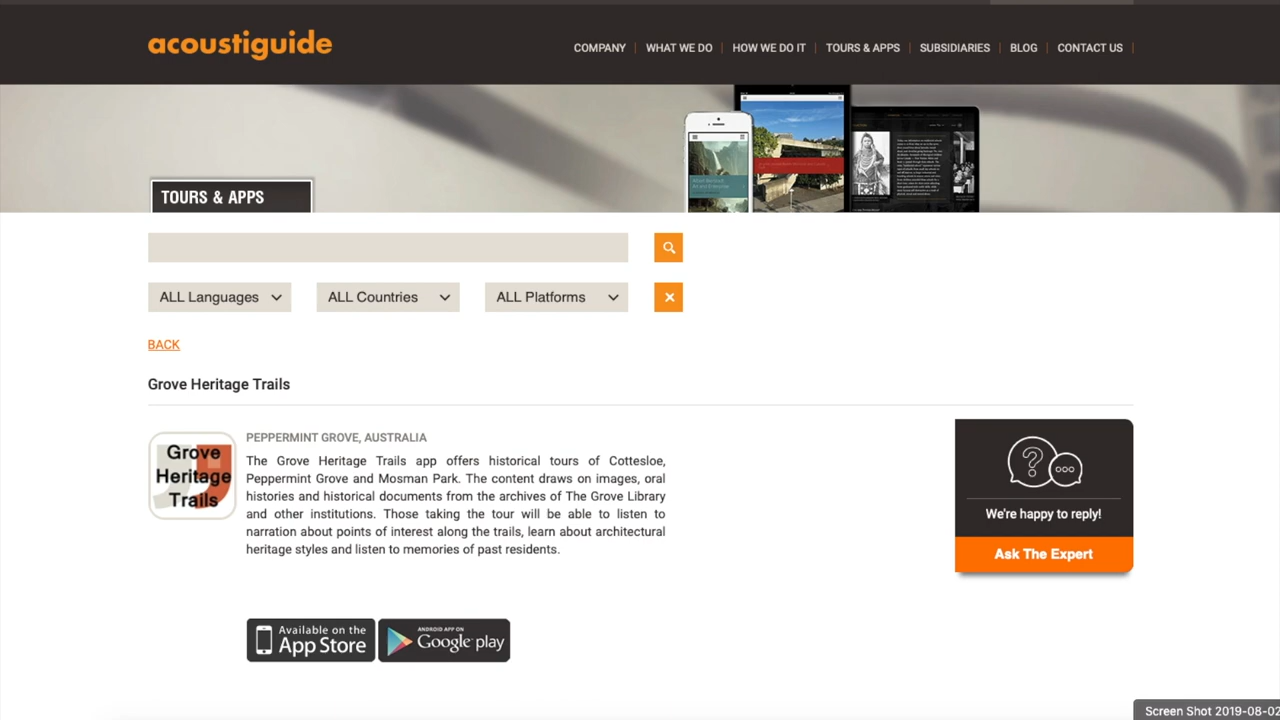 acoustiguide
COMPANY
WHAT WE DO
HOW WE DO IT
TOURS & APPS
SUBSIDIARIES
BLOG
CONTACT US
TOURS & APPS
ALL Languages
ALL Countries
ALL Platforms
BACK
Grove Heritage Trails
Grove
Heritage
Trails
PEPPERMINT GROVE, AUSTRALIA
The Grove Heritage Trails app offers historical tours of Cottesloe,
Peppermint Grove and Mosman Park. The content draws on images, oral
histories and historical documents from the archives of The Grove Library
and other institutions. Those taking the tour will be able to listen to
narration about points of interest along the trails, learn about architectural
heritage styles and listen to memories of past residents.
We're happy to reply!
Ask The Expert
Available on the
App Store
ANDROID APP ON
Google play
Screen Shot 2019-08-02